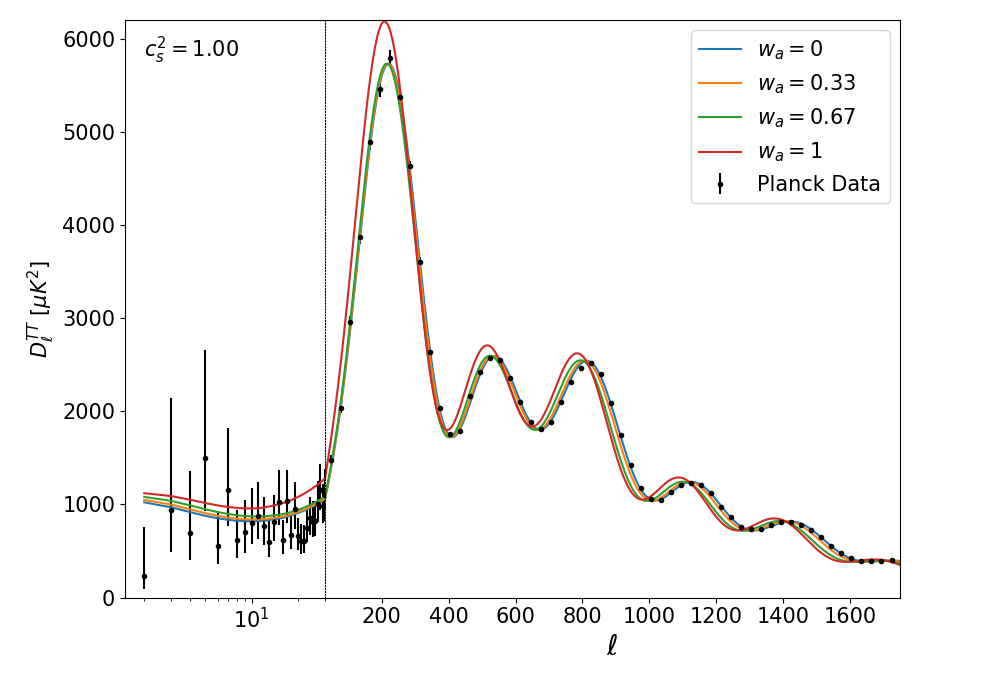 c_s^2 = 1.00
w_a = 0
w_a = 0.33
w_a = 0.67
w_a = 1
Planck Data
D_ℓ^{TT} [μK^2]
6000
5000
4000
3000
2000
1000
0
10^1 200 400 600 800 1000 1200 1400 1600
ℓ